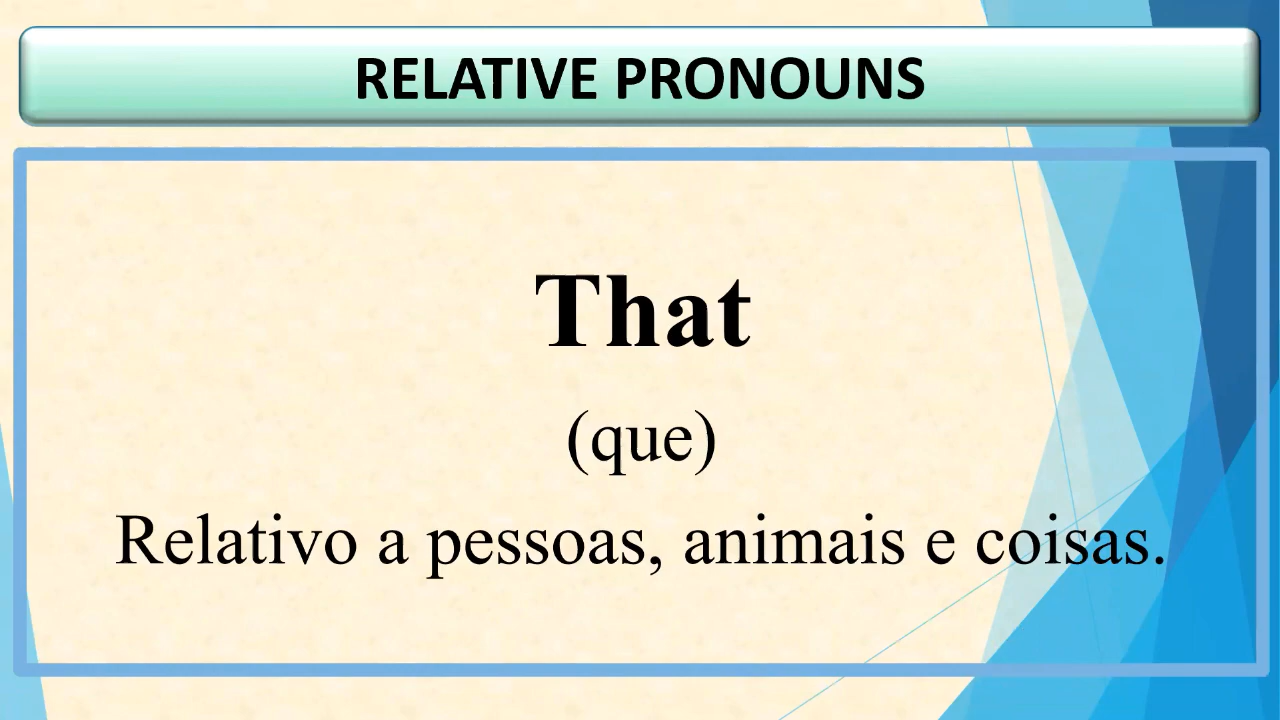 RELATIVE PRONOUNS
That
(que)
Relativo a pessoas, animais e coisas.